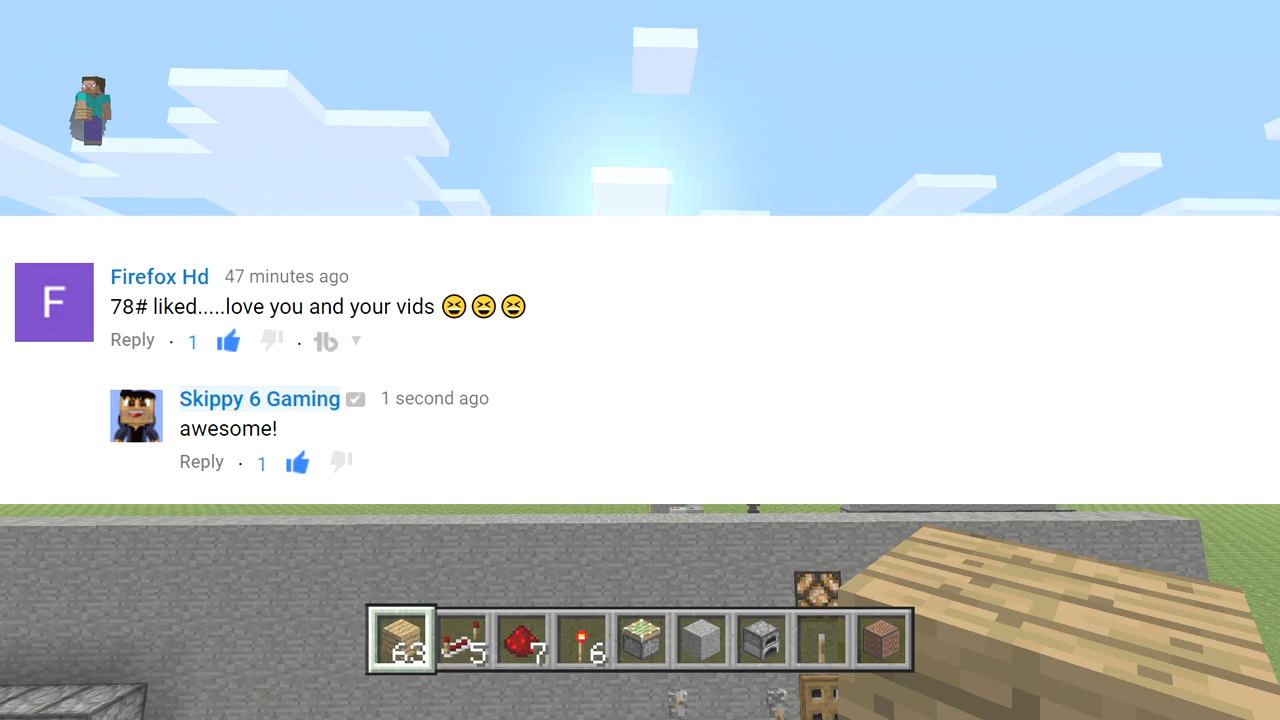 F
Firefox Hd 47 minutes ago
78# liked.....love you and your vids 😆 😆 😆
Reply · 1 ·
Skippy 6 Gaming 1 second ago
awesome!
Reply · 1
63 5 7 6